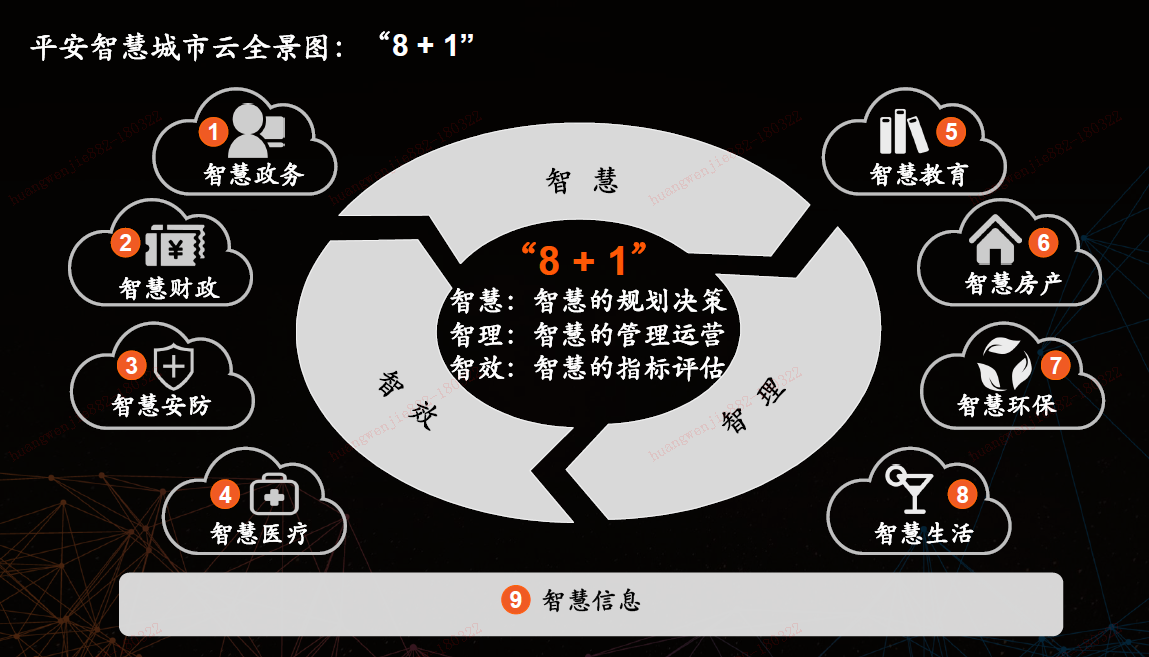 平安智慧城市云全景图：“8 + 1”
1
智慧政务
2
智慧财政
3
智慧安防
4
智慧医疗
智 慧
智 理
智 效
“8 + 1”
智慧：智慧的规划决策
智理：智慧的管理运营
智效：智慧的指标评估
5
智慧教育
6
智慧房产
7
智慧环保
8
智慧生活
9 智慧信息